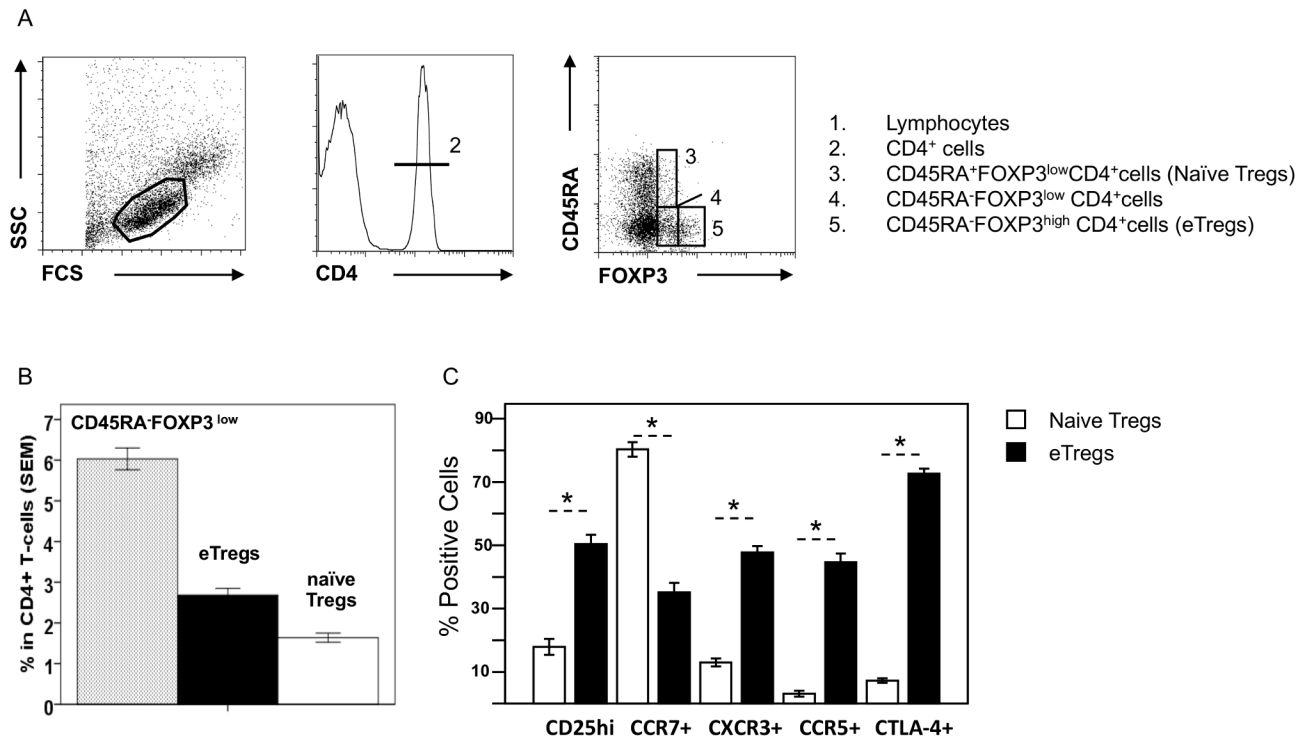 A
SSC
FCS
2
CD4
CD45RA
3
4
5
FOXP3
1. Lymphocytes
2. CD4⁺ cells
3. CD45RA⁺FOXP3ˡᵒʷCD4⁺cells (Naïve Tregs)
4. CD45RA⁻FOXP3ˡᵒʷ CD4⁺cells
5. CD45RA⁻FOXP3ʰⁱᵍʰ CD4⁺cells (eTregs)
B
% in CD4+ T-cells (SEM)
7
6
5
4
3
2
1
0
CD45RA⁻FOXP3 ˡᵒʷ
eTregs
naïve
Tregs
C
% Positive Cells
90
70
50
30
10
*
*
*
*
*
CD25hi CCR7+ CXCR3+ CCR5+ CTLA-4+
Naive Tregs
eTregs